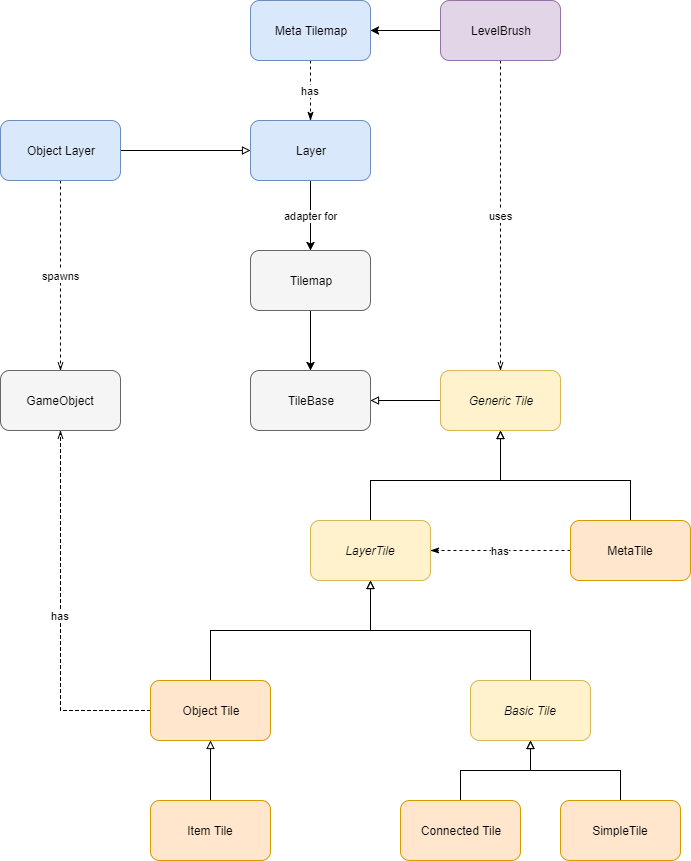 Meta Tilemap
LevelBrush
has
Object Layer
Layer
adapter for
uses
spawns
Tilemap
GameObject
TileBase
Generic Tile
LayerTile
has
MetaTile
has
Object Tile
Basic Tile
Item Tile
Connected Tile
SimpleTile